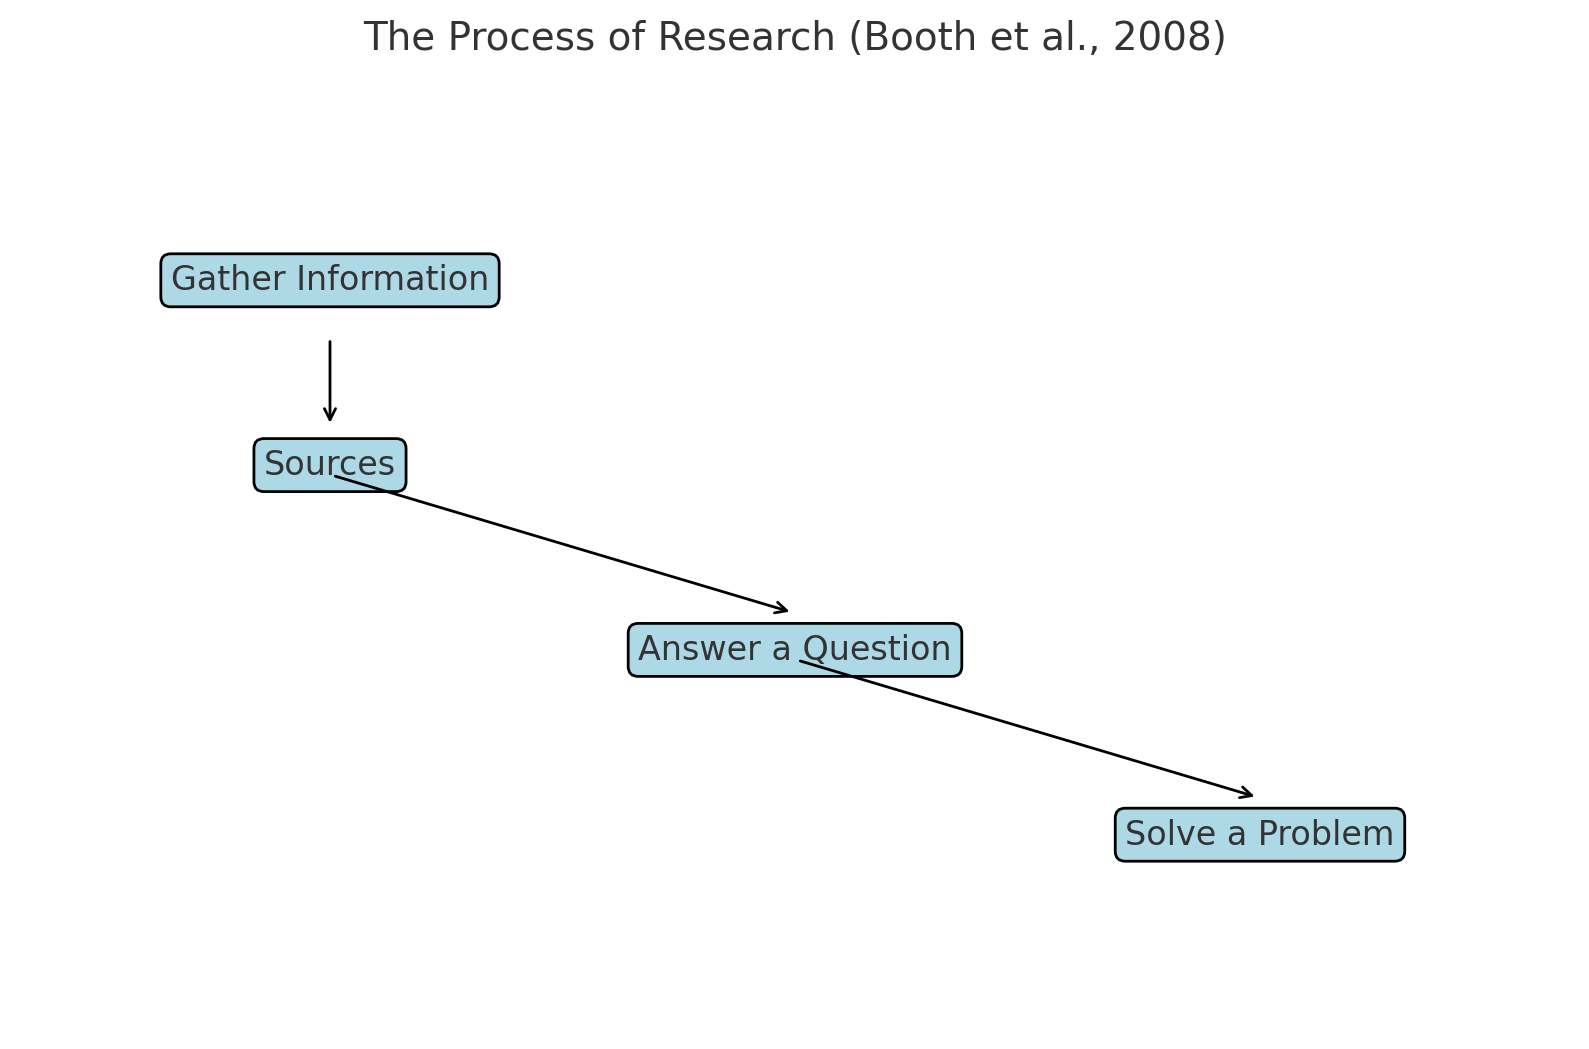 The Process of Research (Booth et al., 2008)
Gather Information
Sources
Answer a Question
Solve a Problem